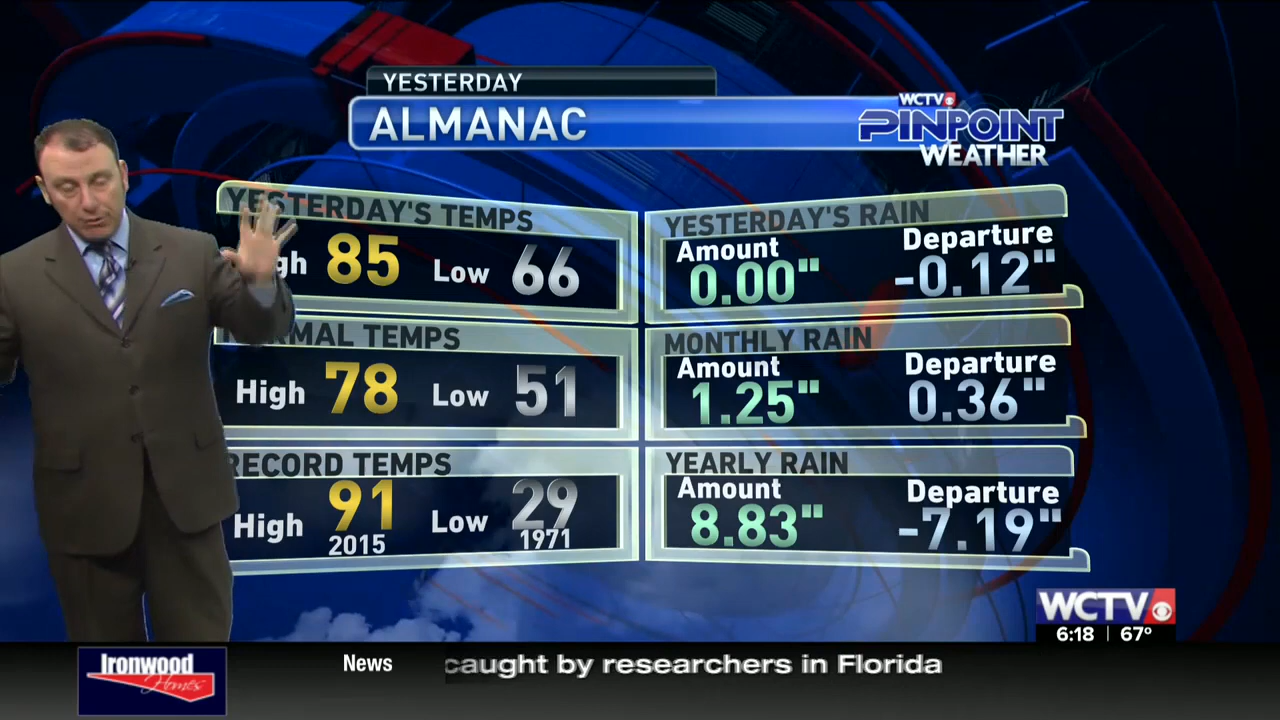 YESTERDAY
ALMANAC
WCTV
PINPOINT
WEATHER
YESTERDAY'S TEMPS
85 Low 66
YESTERDAY'S RAIN
Amount Departure
0.00" -0.12"
NORMAL TEMPS
High 78 Low 51
MONTHLY RAIN
Amount Departure
1.25" 0.36"
RECORD TEMPS
High 91 Low 29
2015 1971
YEARLY RAIN
Amount Departure
8.83" -7.19"
WCTV
6:18 | 67°
Ironwood
Homes
News caught by researchers in Florida